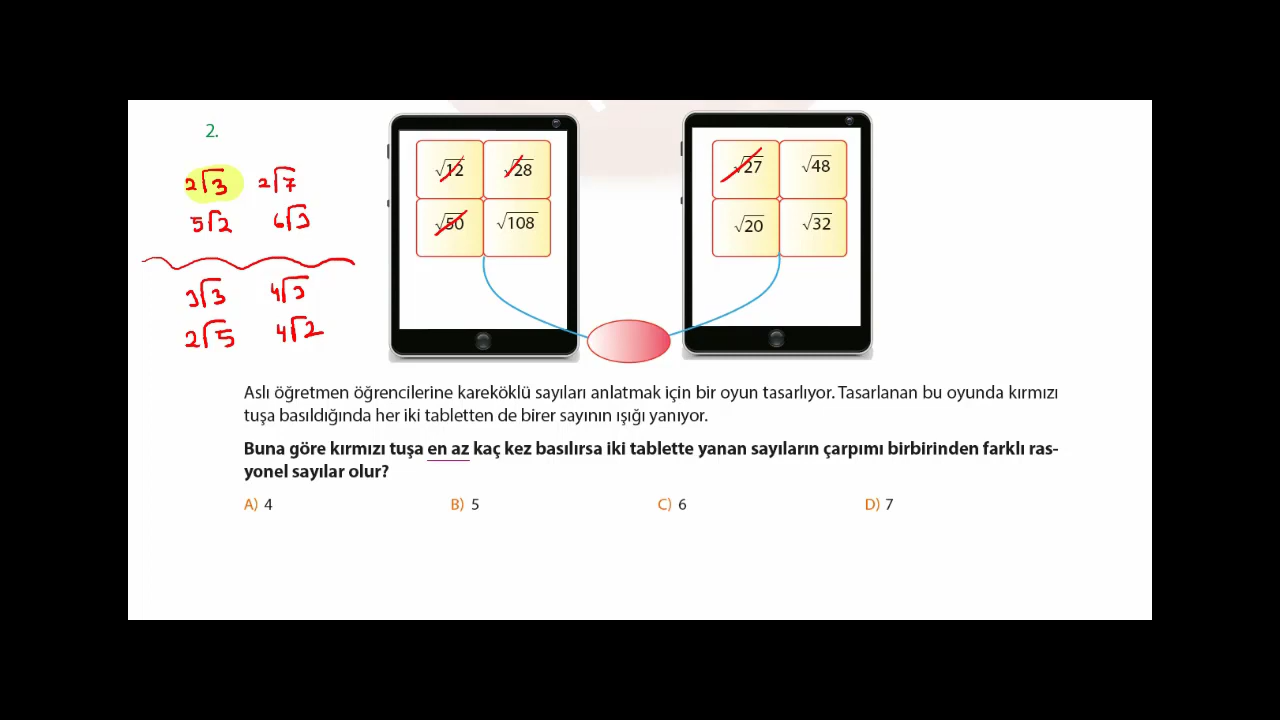 2.
√12 √28
√50 √108
√27 √48
√20 √32
2√3 2√7
5√2 6√3
3√3 4√3
2√5 4√2
Aslı öğretmen öğrencilerine kareköklü sayıları anlatmak için bir oyun tasarlıyor. Tasarlanan bu oyunda kırmızı
tuşa basıldığında her iki tabletten de birer sayının ışığı yanıyor.
Buna göre kırmızı tuşa en az kaç kez basılırsa iki tablette yanan sayıların çarpımı birbirinden farklı ras-
yonel sayılar olur?
A) 4 B) 5 C) 6 D) 7